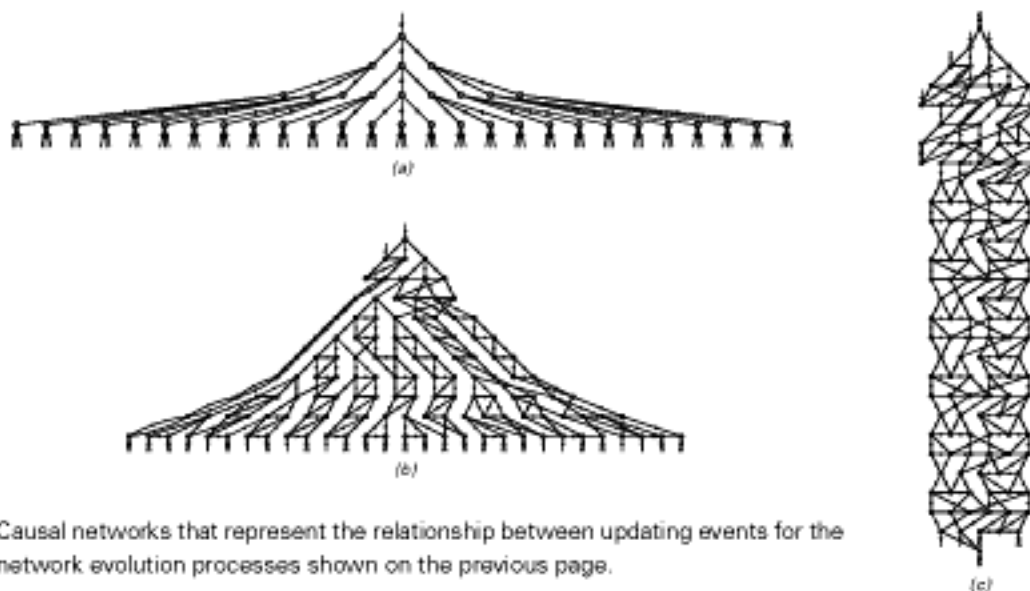 (a)
(b)
Causal networks that represent the relationship between updating events for the
network evolution processes shown on the previous page.
(c)